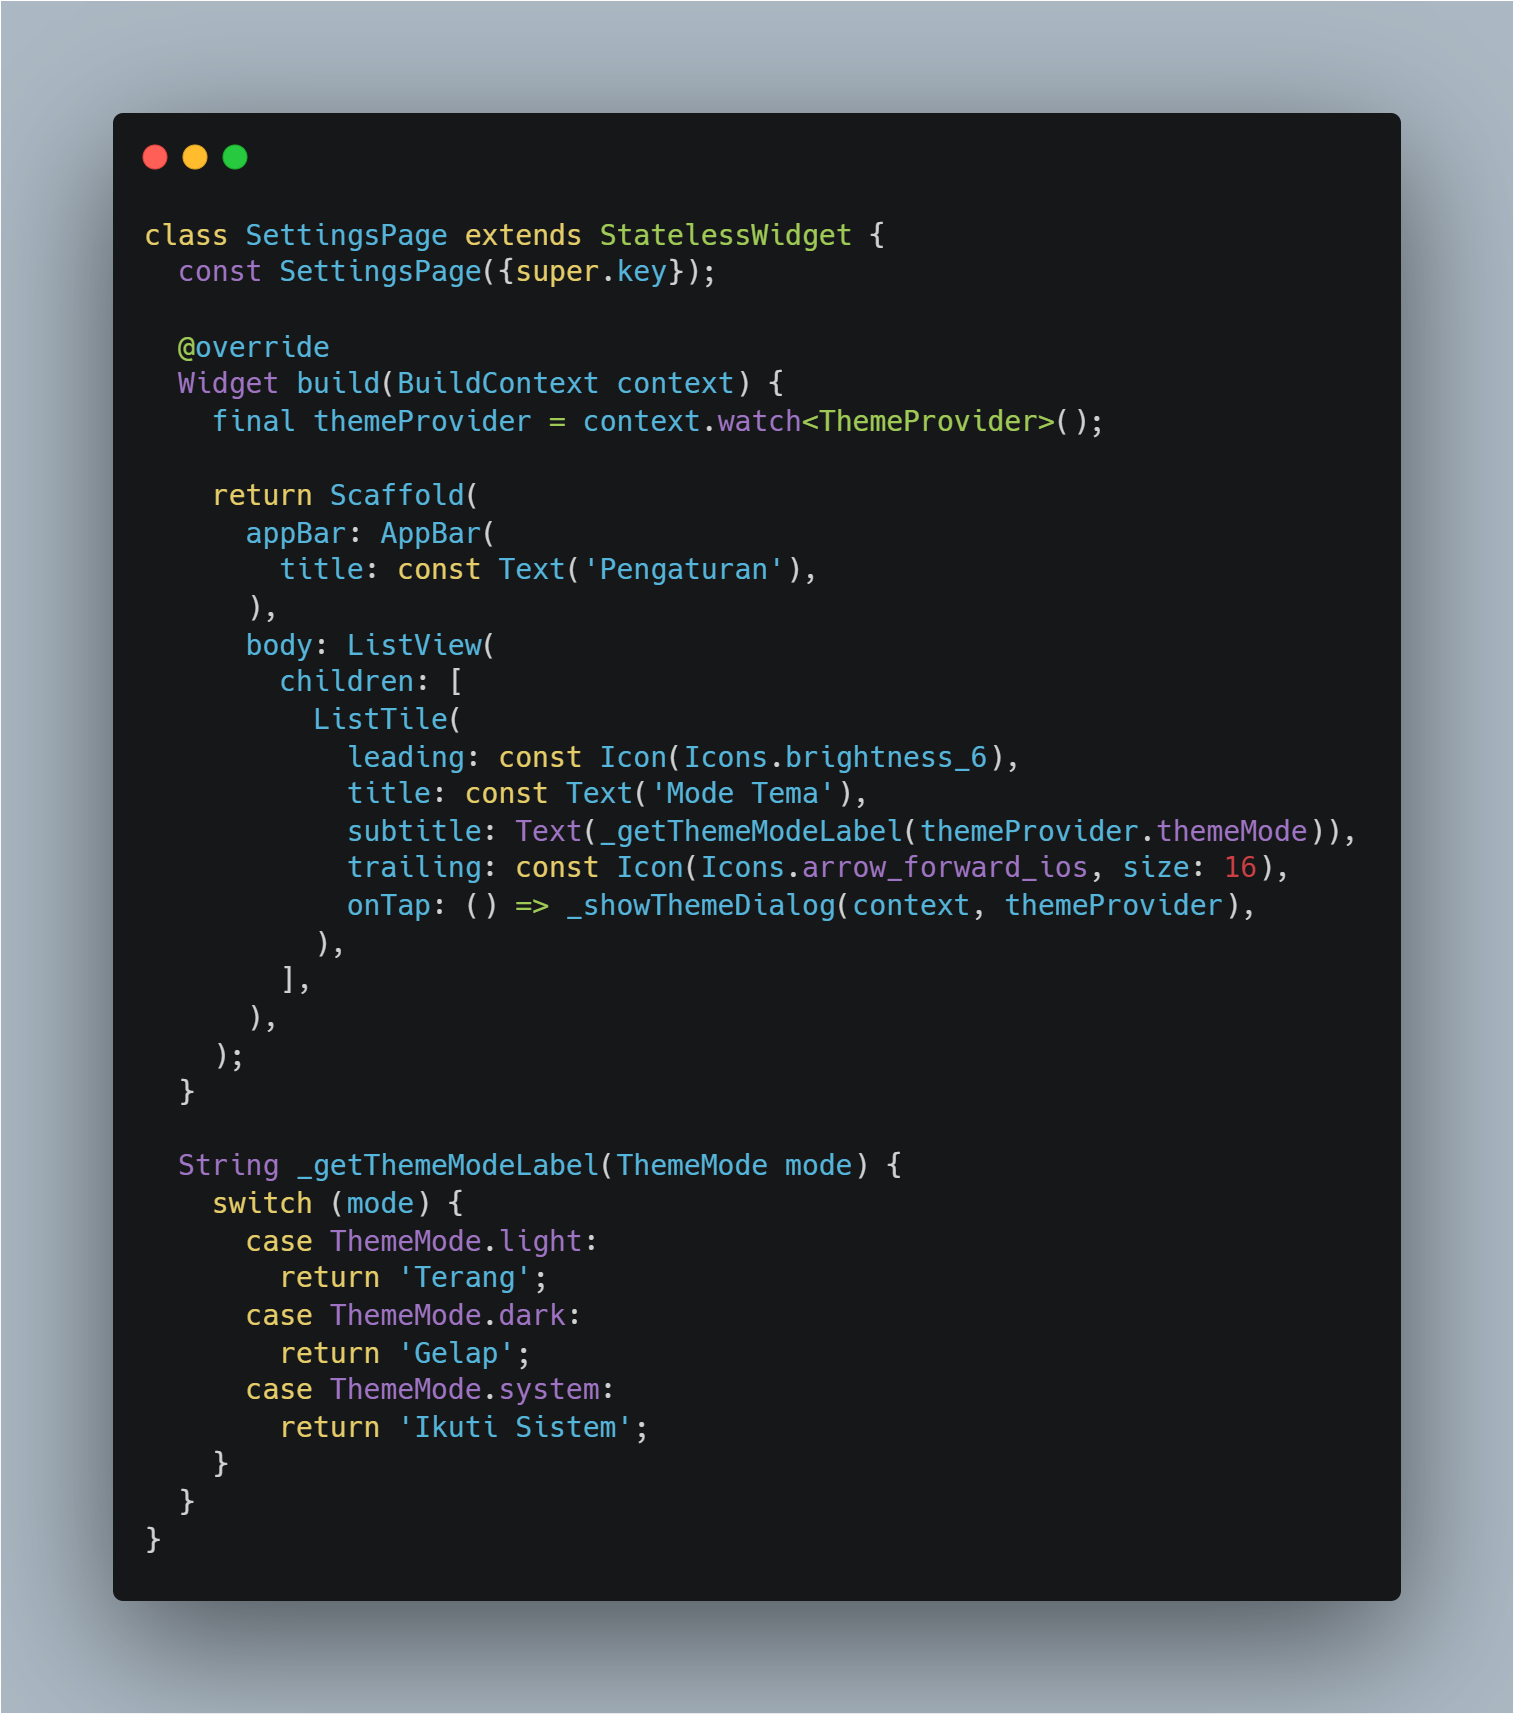 class SettingsPage extends StatelessWidget {
  const SettingsPage({super.key});

  @override
  Widget build(BuildContext context) {
    final themeProvider = context.watch<ThemeProvider>();

    return Scaffold(
      appBar: AppBar(
        title: const Text('Pengaturan'),
      ),
      body: ListView(
        children: [
          ListTile(
            leading: const Icon(Icons.brightness_6),
            title: const Text('Mode Tema'),
            subtitle: Text(_getThemeModeLabel(themeProvider.themeMode)),
            trailing: const Icon(Icons.arrow_forward_ios, size: 16),
            onTap: () => _showThemeDialog(context, themeProvider),
          ),
        ],
      ),
    );
  }

  String _getThemeModeLabel(ThemeMode mode) {
    switch (mode) {
      case ThemeMode.light:
        return 'Terang';
      case ThemeMode.dark:
        return 'Gelap';
      case ThemeMode.system:
        return 'Ikuti Sistem';
    }
  }
}